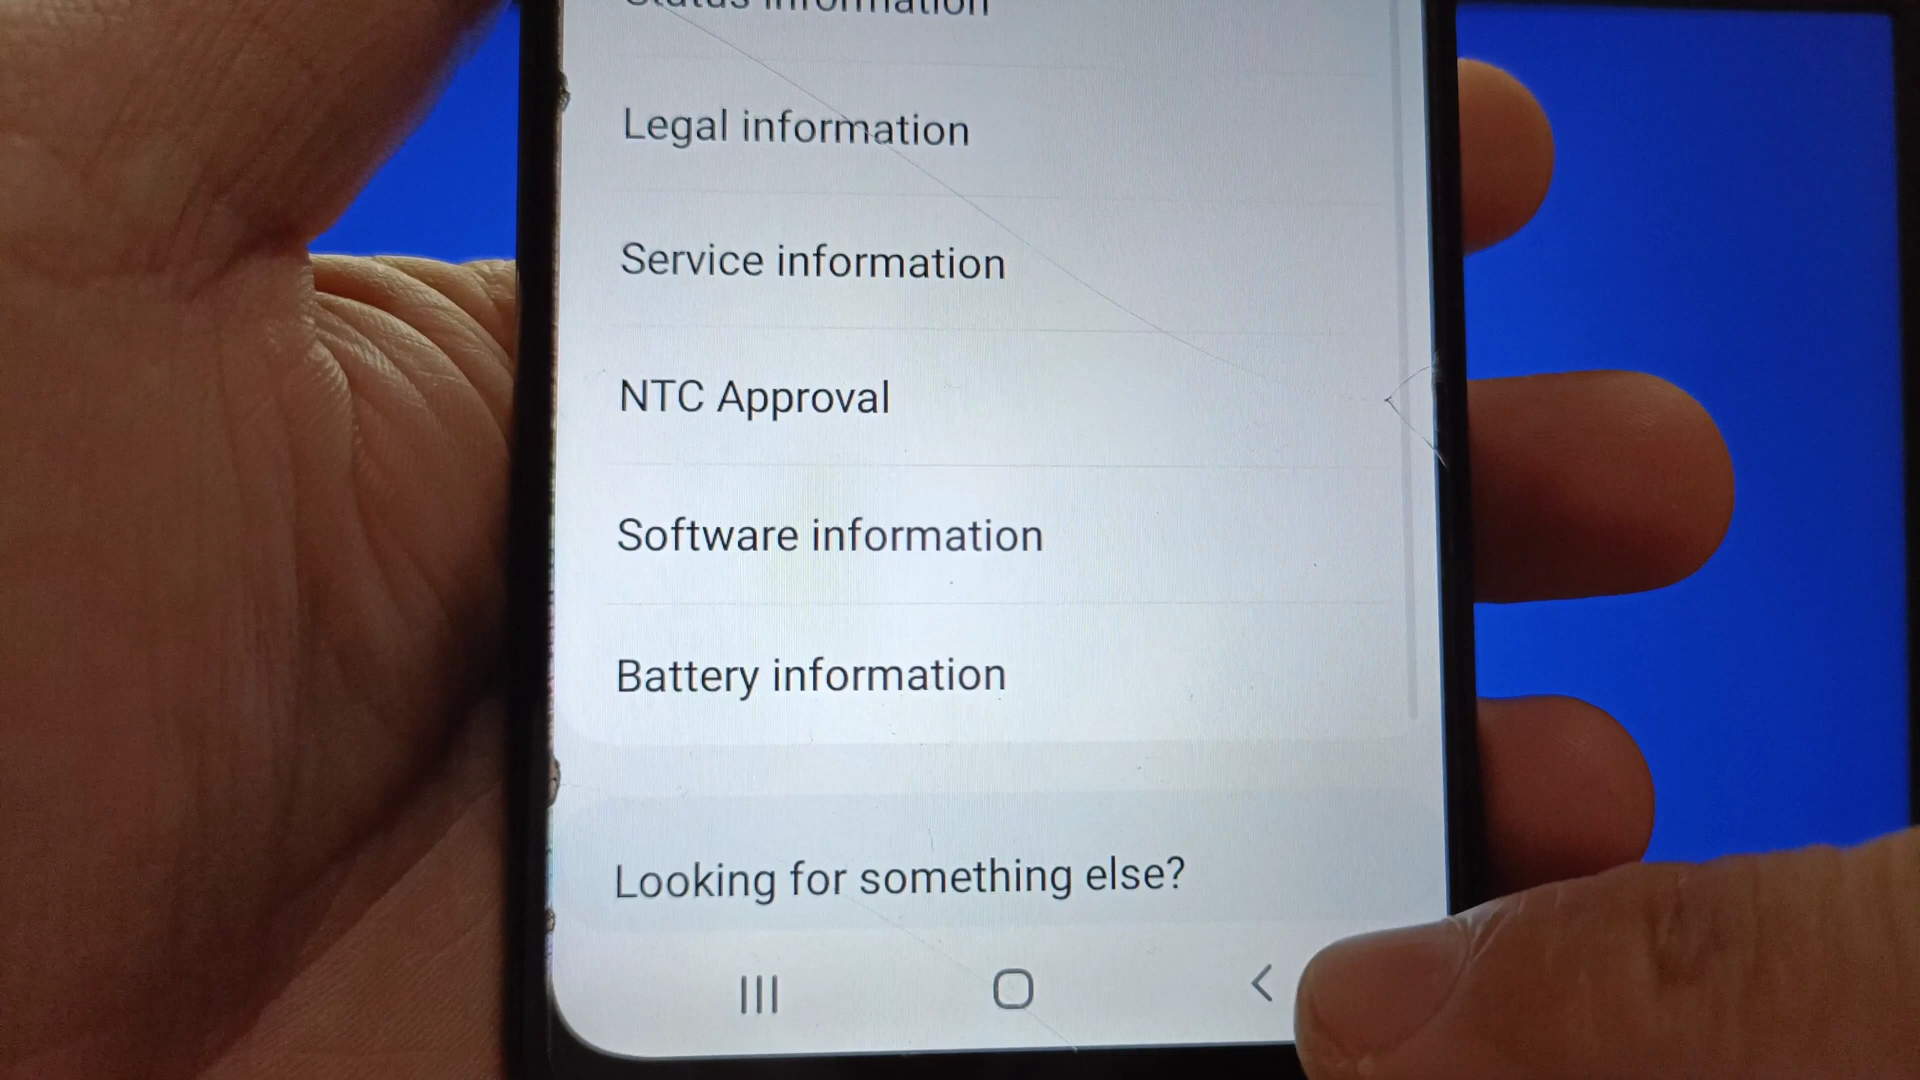 Status information
Legal information
Service information
NTC Approval
Software information
Battery information
Looking for something else?